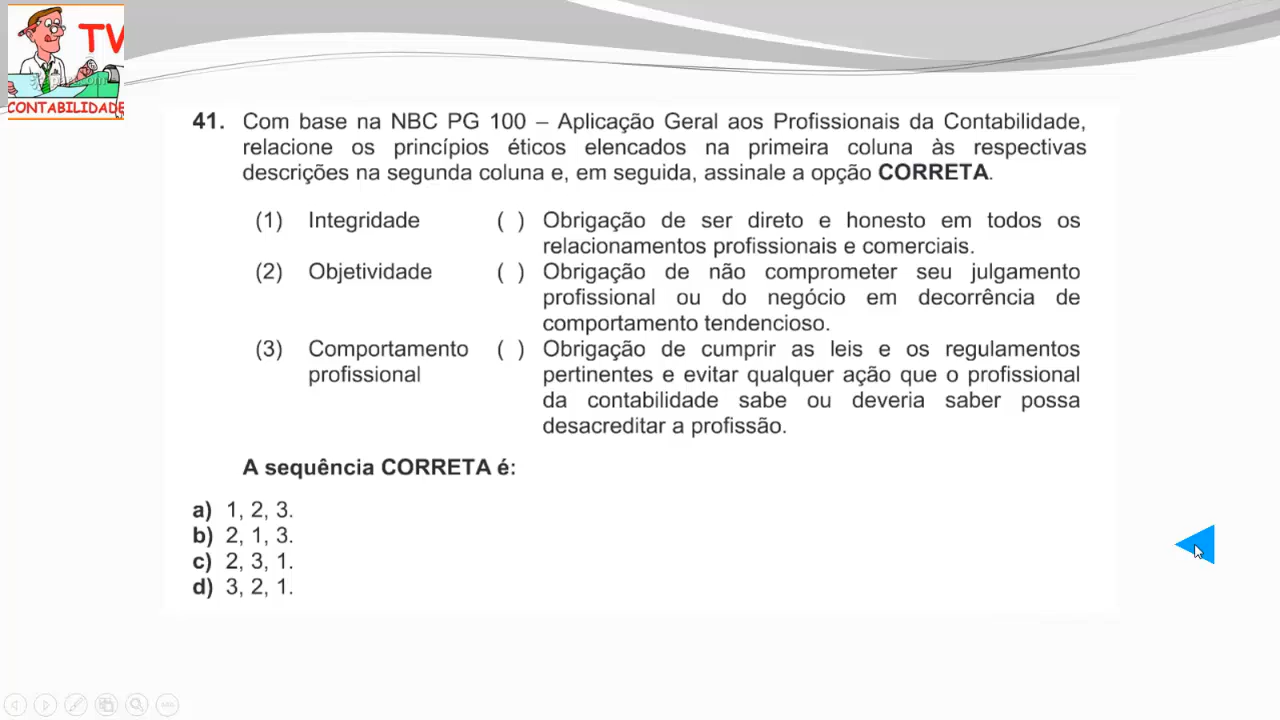 TV
CONTABILIDADE
41. Com base na NBC PG 100 – Aplicação Geral aos Profissionais da Contabilidade,
relacione os princípios éticos elencados na primeira coluna às respectivas
descrições na segunda coluna e, em seguida, assinale a opção CORRETA.
(1) Integridade ( ) Obrigação de ser direto e honesto em todos os
relacionamentos profissionais e comerciais.
(2) Objetividade ( ) Obrigação de não comprometer seu julgamento
profissional ou do negócio em decorrência de
comportamento tendencioso.
(3) Comportamento ( ) Obrigação de cumprir as leis e os regulamentos
profissional pertinentes e evitar qualquer ação que o profissional
da contabilidade sabe ou deveria saber possa
desacreditar a profissão.
A sequência CORRETA é:
a) 1, 2, 3.
b) 2, 1, 3.
c) 2, 3, 1.
d) 3, 2, 1.